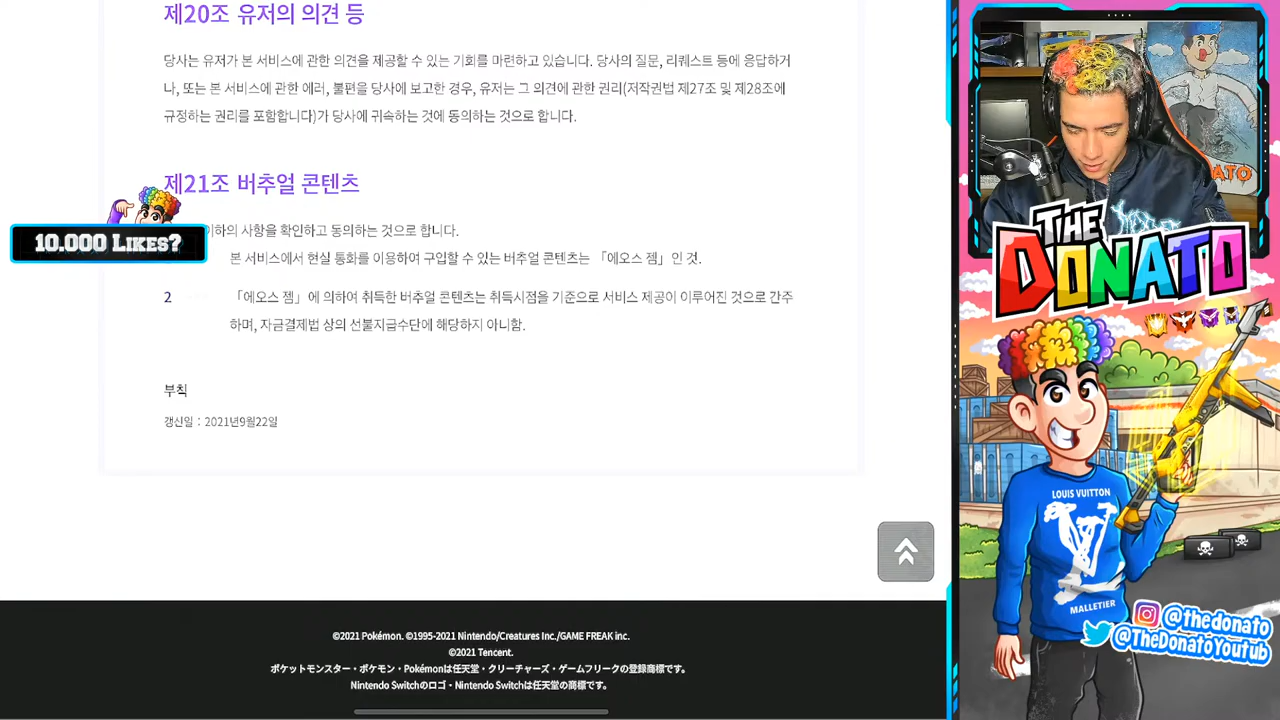 제20조 유저의 의견 등
당사는 유저가 본 서비스에 관한 의견을 제공할 수 있는 기회를 마련하고 있습니다. 당사의 질문, 리퀘스트 등에 응답하거
나, 또는 본 서비스에 관한 에러, 불편을 당사에 보고한 경우, 유저는 그 의견에 관한 권리(저작권법 제27조 및 제28조에
규정하는 권리를 포함합니다)가 당사에 귀속하는 것에 동의하는 것으로 합니다.
제21조 버추얼 콘텐츠
이하의 사항을 확인하고 동의하는 것으로 합니다.
10.000 Likes?
본 서비스에서 현실 통화를 이용하여 구입할 수 있는 버추얼 콘텐츠는 「에오스 젬」인 것.
2 「에오스 젬」에 의하여 취득한 버추얼 콘텐츠는 취득시점을 기준으로 서비스 제공이 이루어진 것으로 간주
하며, 자금결제법 상의 선불지급수단에 해당하지 아니함.
부칙
갱신일 : 2021년9월22일
©2021 Pokémon. ©1995-2021 Nintendo/Creatures Inc./GAME FREAK inc.
©2021 Tencent.
ポケットモンスター・ポケモン・Pokémonは任天堂・クリーチャーズ・ゲームフリークの登録商標です。
Nintendo Switchのロゴ・Nintendo Switchは任天堂の商標です。
THE
DONATO
LOUIS VUITTON
MALLETIER
@thedonato
@TheDonatoYoutub